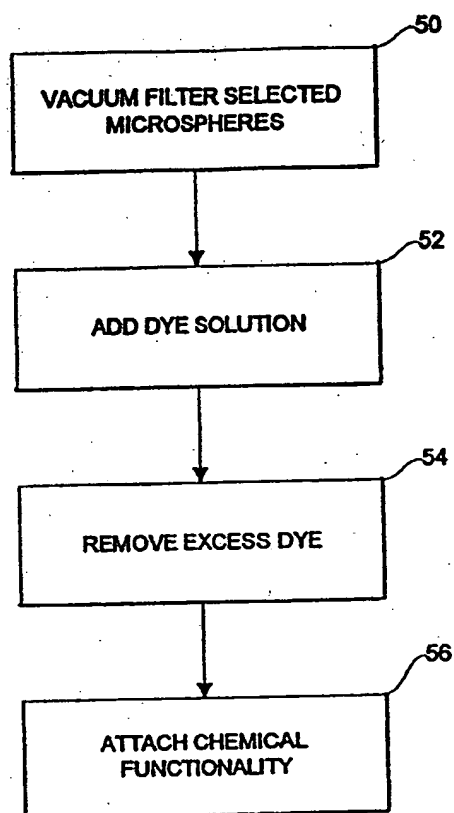 50
VACUUM FILTER SELECTED
MICROSPHERES
52
ADD DYE SOLUTION
54
REMOVE EXCESS DYE
56
ATTACH CHEMICAL
FUNCTIONALITY